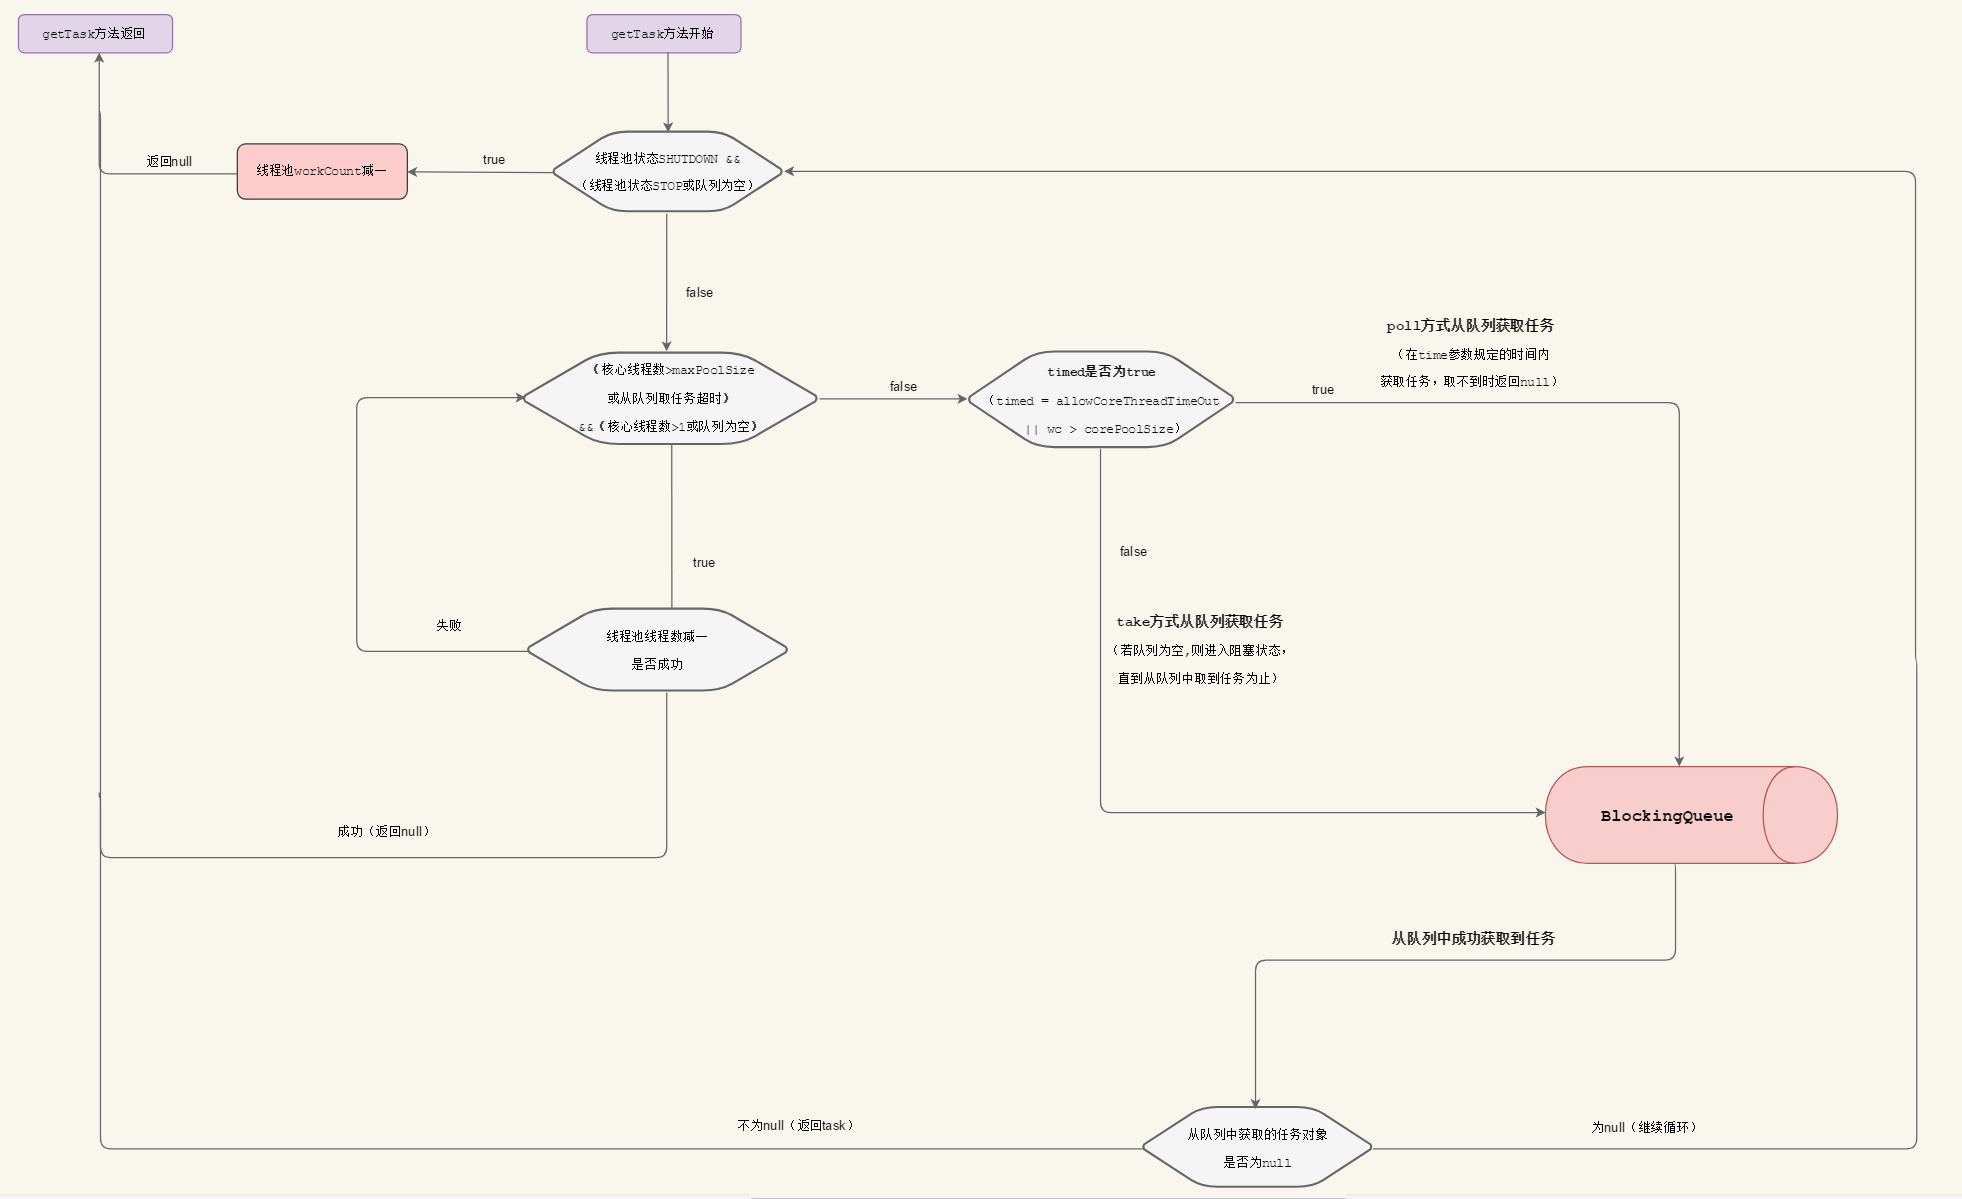 getTask方法返回
getTask方法开始
返回null
线程池workCount减一
true
线程池状态SHUTDOWN &&
（线程池状态STOP或队列为空）
false
（核心线程数>maxPoolSize
或从队列取任务超时）
&&（核心线程数>1或队列为空）
false
timed是否为true
（timed = allowCoreThreadTimeOut
|| wc > corePoolSize）
true
poll方式从队列获取任务
（在time参数规定的时间内
获取任务，取不到时返回null）
true
false
take方式从队列获取任务
（若队列为空,则进入阻塞状态，
直到从队列中取到任务为止）
失败
线程池线程数减一
是否成功
成功（返回null）
BlockingQueue
从队列中成功获取到任务
不为null（返回task）
从队列中获取的任务对象
是否为null
为null（继续循环）